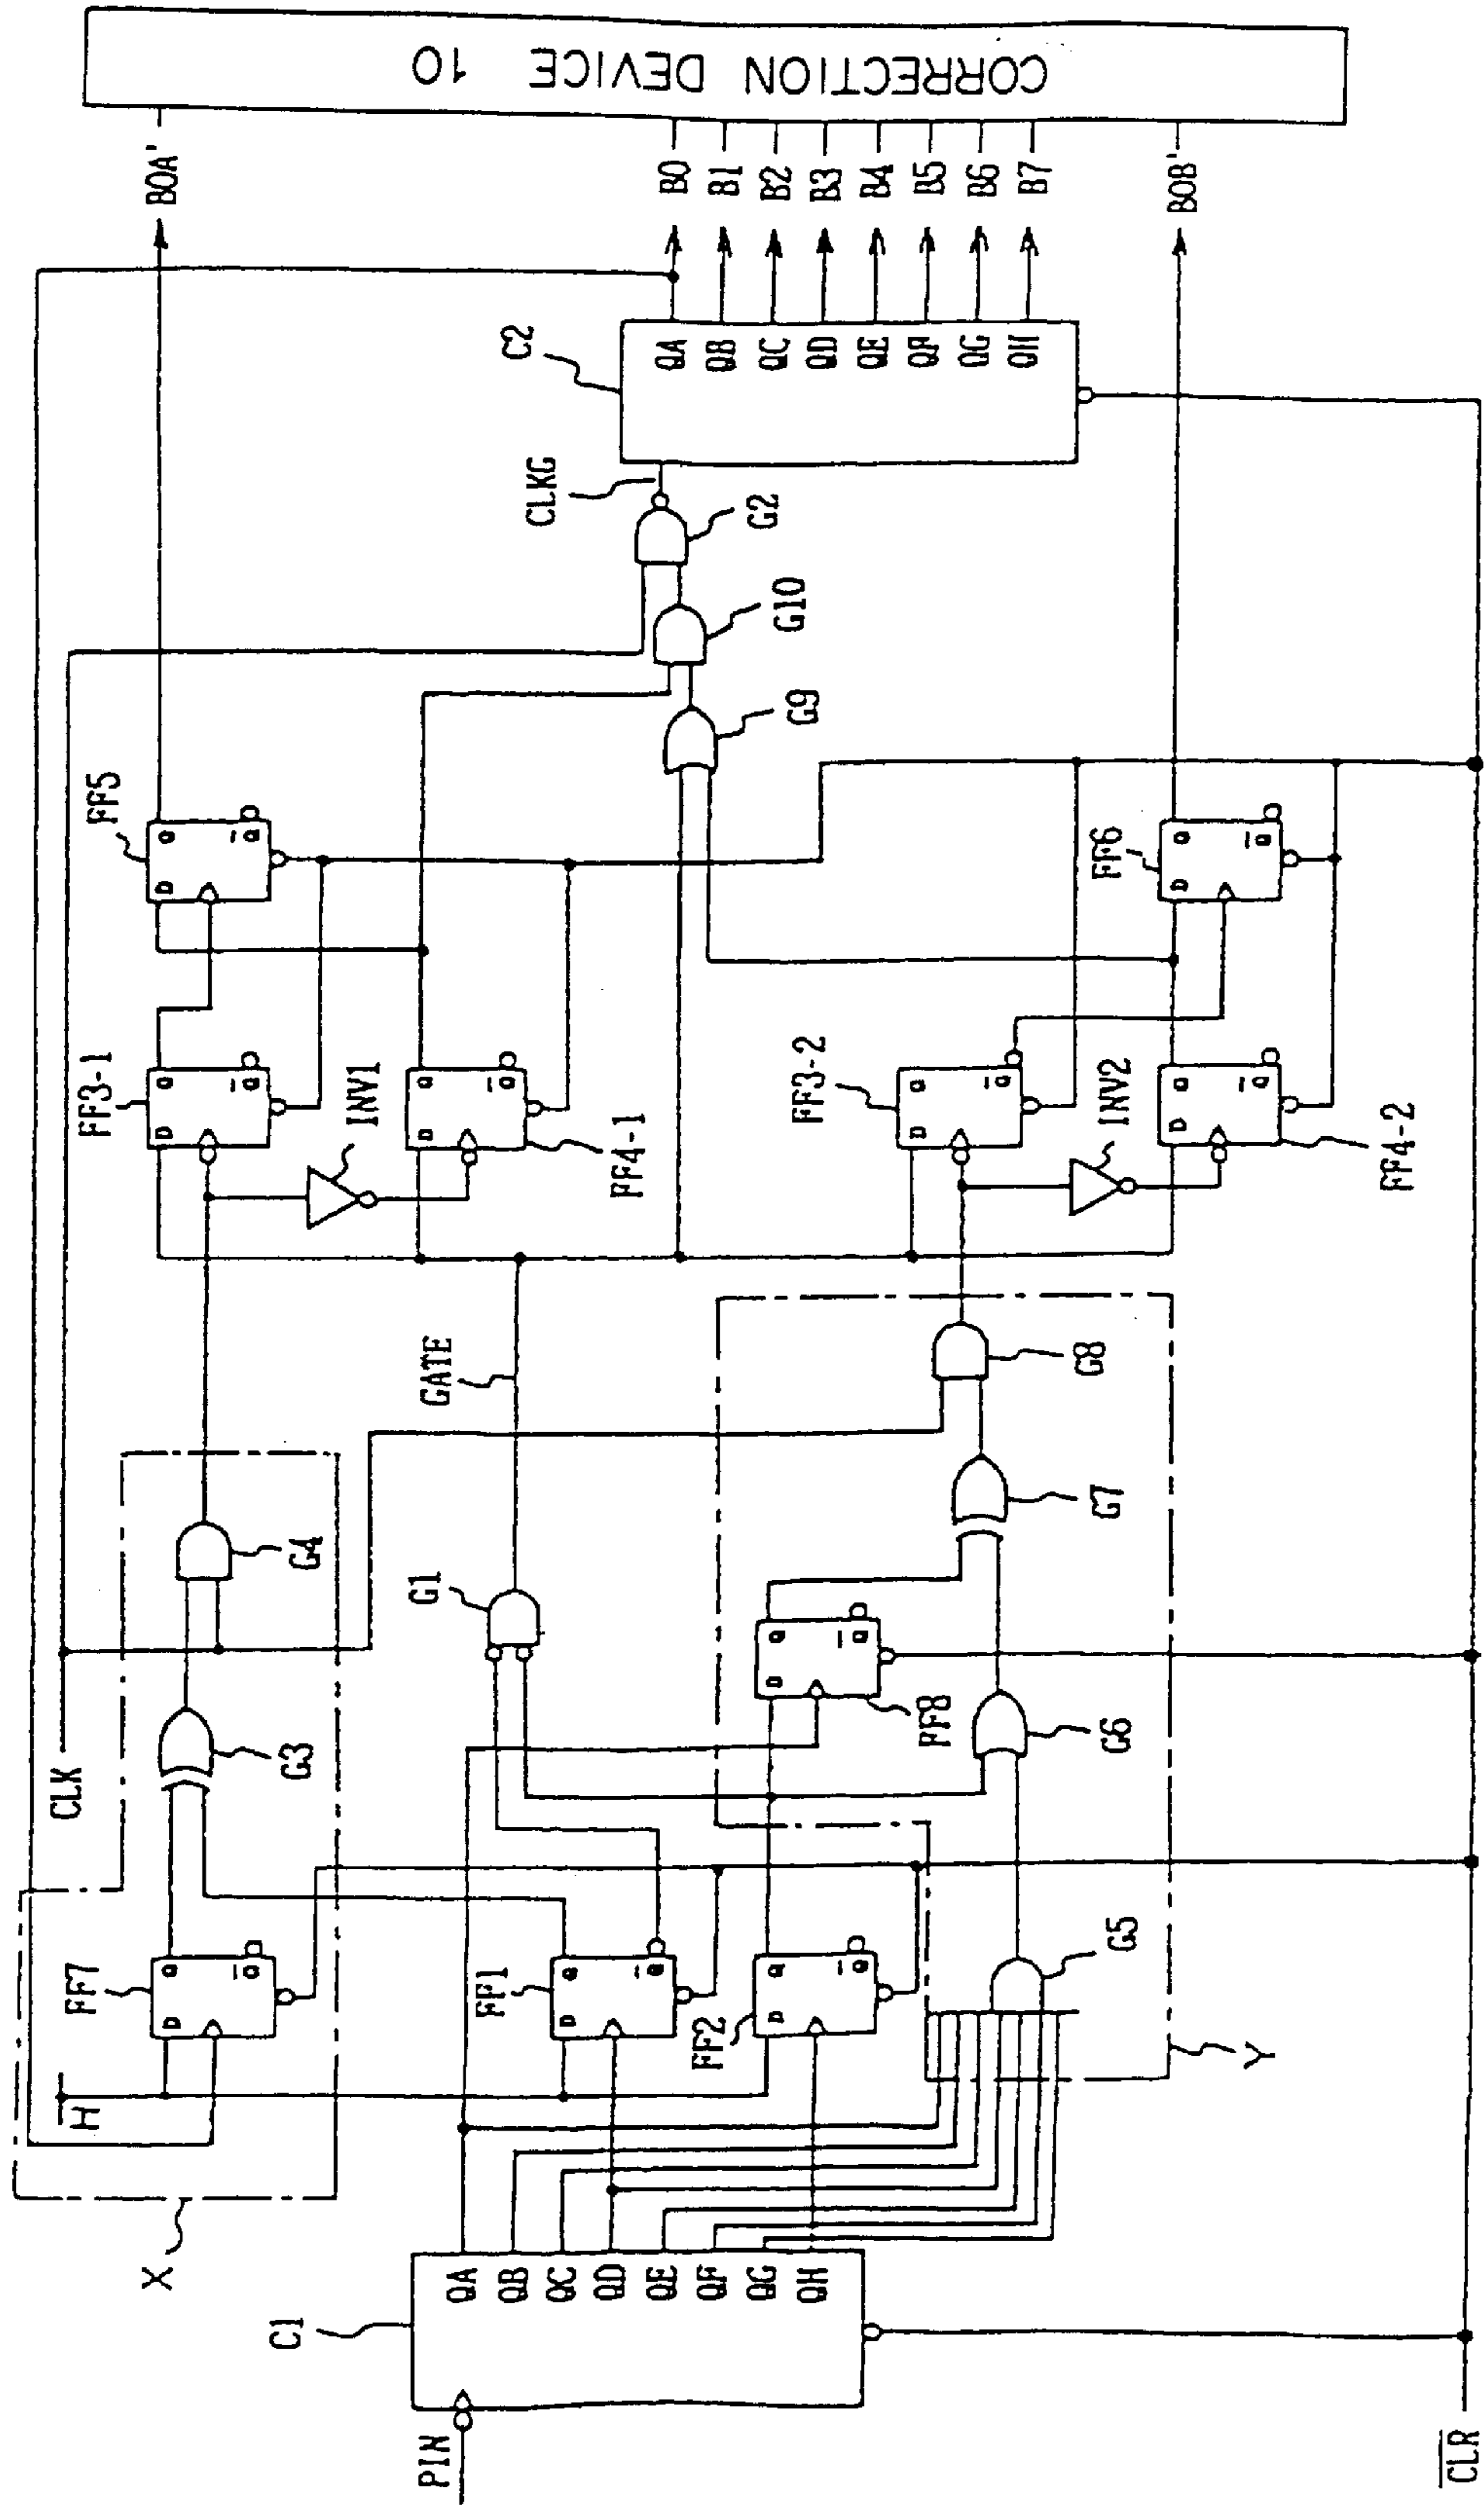 CORRECTION DEVICE 10
BOA'
B0
B1
B2
B3
B4
B5
B6
B7
BOB'
C2
QA
QB
QC
QD
QE
QF
QG
QH
CLKG
G2
G10
G9
FF5
D Q
Q
FF6
D Q
Q
FF3-1
D Q
Q
INV1
FF4-1
D Q
Q
FF3-2
D Q
Q
INV2
FF4-2
D Q
Q
GATE
G8
G7
G4
G1
G3
CLK
FF8
D Q
Q
G6
FF7
D Q
Q
FF1
D Q
Q
FF2
D Q
Q
G5
H
X
Y
C1
QA
QB
QC
QD
QE
QF
QG
QH
PIN
CLR